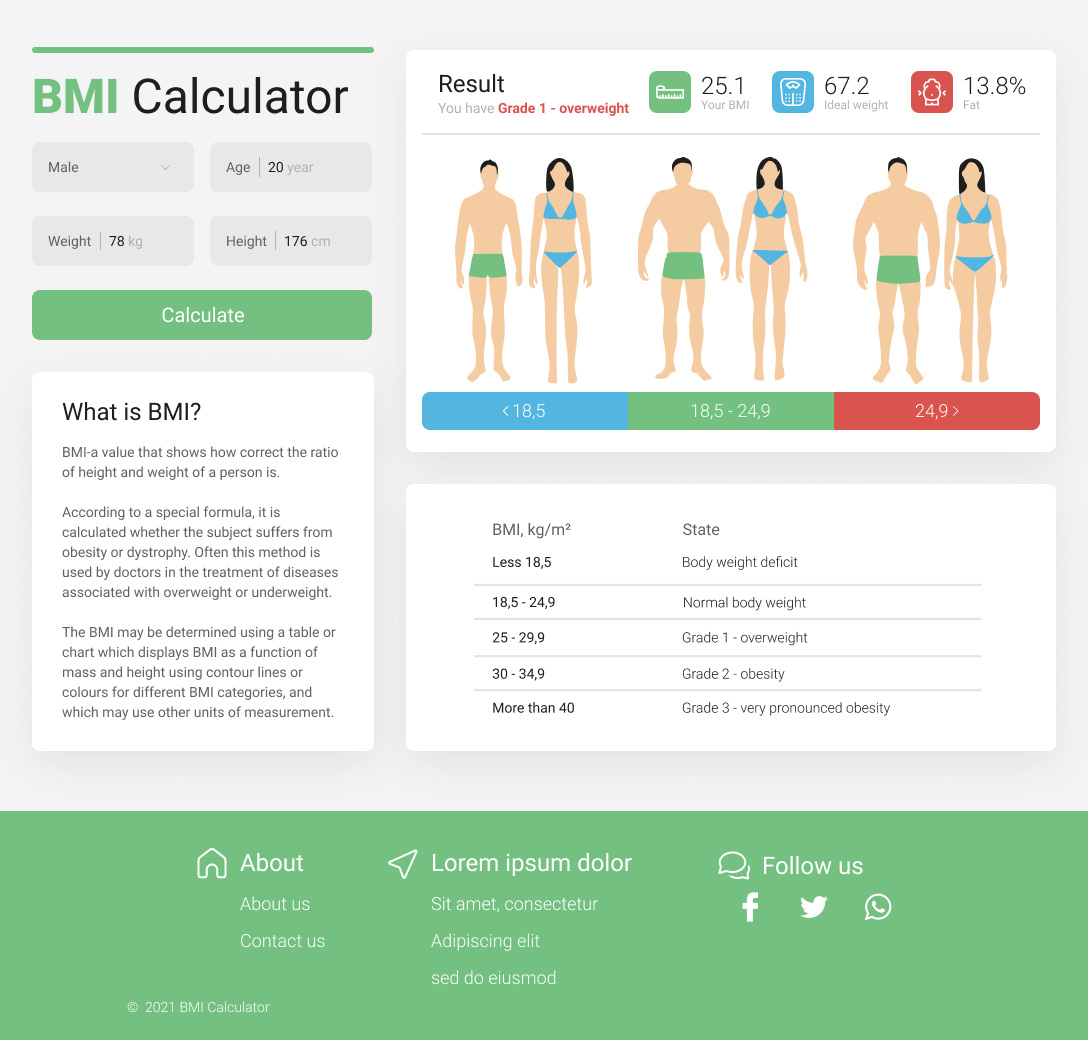 BMI Calculator
Male
Age 20 year
Weight 78 kg
Height 176 cm
Calculate
What is BMI?
BMI-a value that shows how correct the ratio
of height and weight of a person is.
According to a special formula, it is
calculated whether the subject suffers from
obesity or dystrophy. Often this method is
used by doctors in the treatment of diseases
associated with overweight or underweight.
The BMI may be determined using a table or
chart which displays BMI as a function of
mass and height using contour lines or
colours for different BMI categories, and
which may use other units of measurement.
Result
You have Grade 1 - overweight
25.1
Your BMI
67.2
Ideal weight
13.8%
Fat
< 18,5
18,5 - 24,9
24,9 >
BMI, kg/m² State
Less 18,5 Body weight deficit
18,5 - 24,9 Normal body weight
25 - 29,9 Grade 1 - overweight
30 - 34,9 Grade 2 - obesity
More than 40 Grade 3 - very pronounced obesity
About
About us
Contact us
Lorem ipsum dolor
Sit amet, consectetur
Adipiscing elit
sed do eiusmod
Follow us
© 2021 BMI Calculator